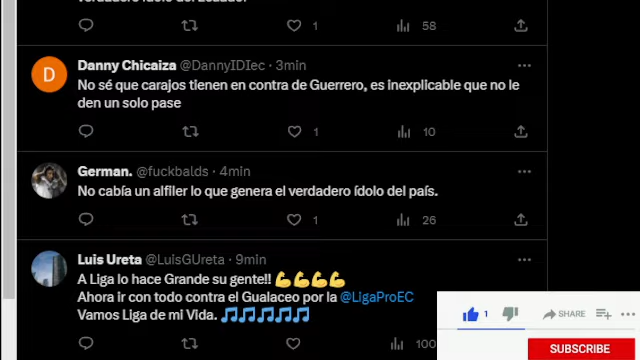 1 58
Danny Chicaiza @DannyIDIec · 3min
No sé que carajos tienen en contra de Guerrero, es inexplicable que no le
den un solo pase
1 10
German. @fuckbalds · 4min
No cabía un alfiler lo que genera el verdadero ídolo del país.
1 26
Luis Ureta @LuisGUreta · 9min
A Liga lo hace Grande su gente!! 💪💪💪💪
Ahora ir con todo contra el Gualaceo por la @LigaProEC
Vamos Liga de mi Vida. 🎵🎵🎵🎵🎵
100
1 SHARE
SUBSCRIBE